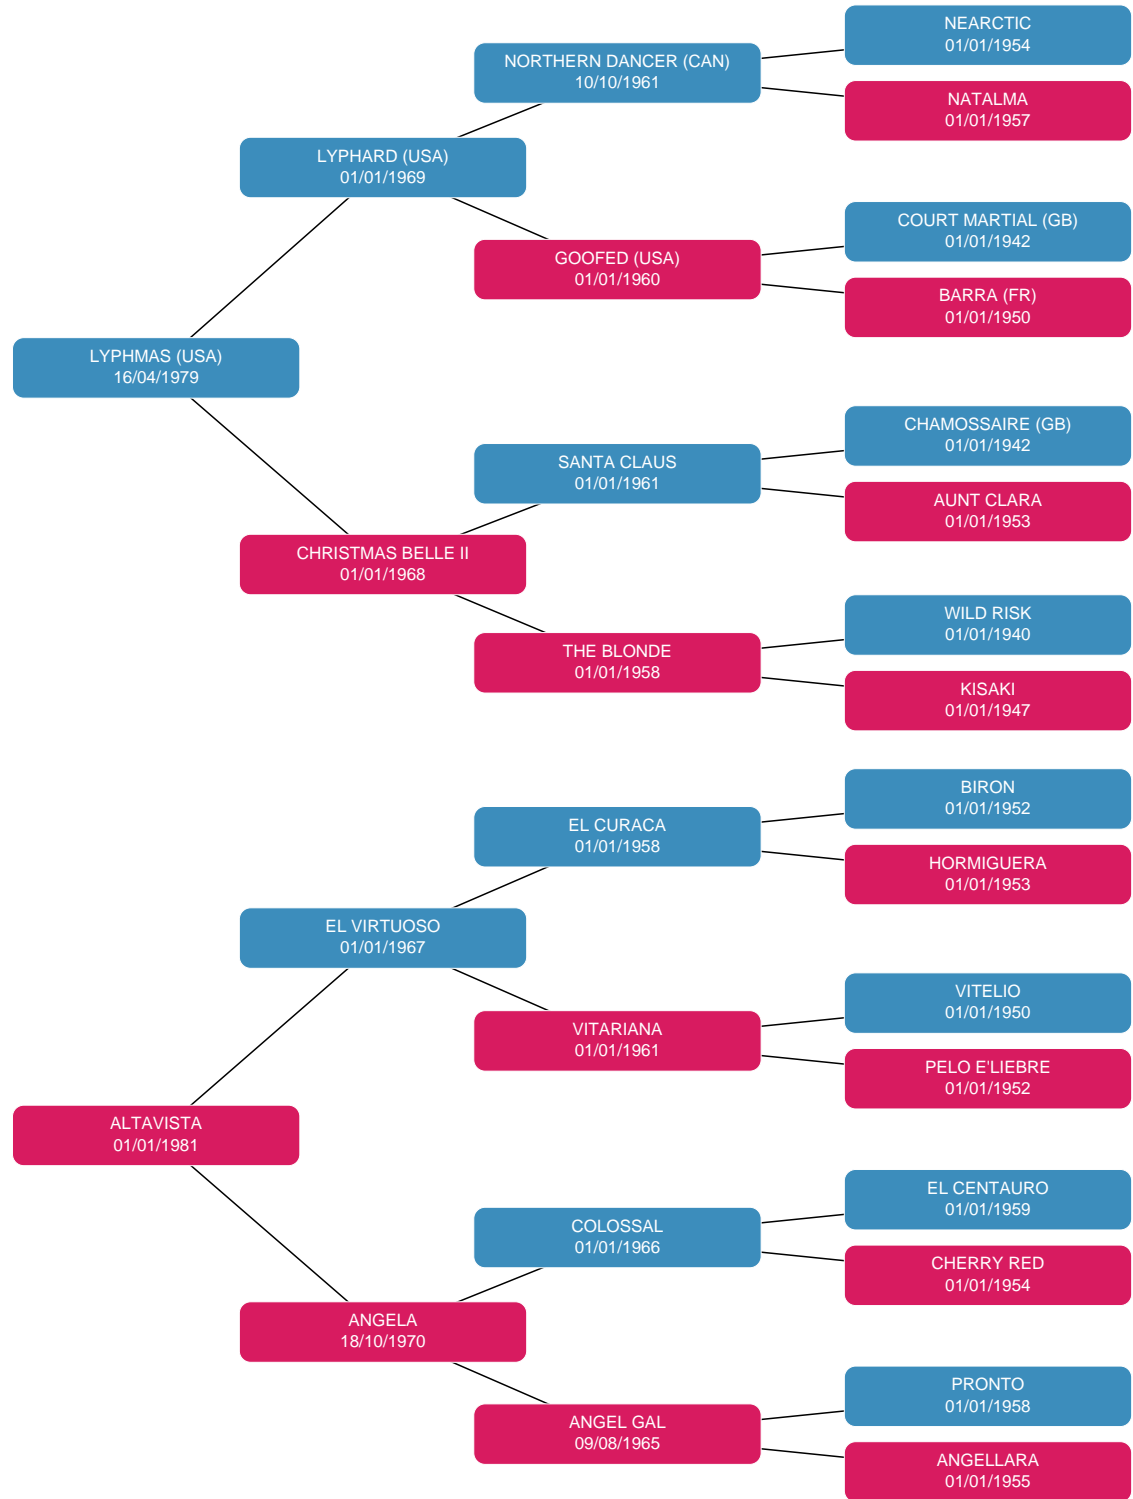 NEARCTIC
01/01/1954
NORTHERN DANCER (CAN)
10/10/1961
NATALMA
01/01/1957
LYPHARD (USA)
01/01/1969
COURT MARTIAL (GB)
01/01/1942
GOOFED (USA)
01/01/1960
BARRA (FR)
01/01/1950
LYPHMAS (USA)
16/04/1979
CHAMOSSAIRE (GB)
01/01/1942
SANTA CLAUS
01/01/1961
AUNT CLARA
01/01/1953
CHRISTMAS BELLE II
01/01/1968
WILD RISK
01/01/1940
THE BLONDE
01/01/1958
KISAKI
01/01/1947
BIRON
01/01/1952
EL CURACA
01/01/1958
HORMIGUERA
01/01/1953
EL VIRTUOSO
01/01/1967
VITELIO
01/01/1950
VITARIANA
01/01/1961
PELO E'LIEBRE
01/01/1952
ALTAVISTA
01/01/1981
EL CENTAURO
01/01/1959
COLOSSAL
01/01/1966
CHERRY RED
01/01/1954
ANGELA
18/10/1970
PRONTO
01/01/1958
ANGEL GAL
09/08/1965
ANGELLARA
01/01/1955